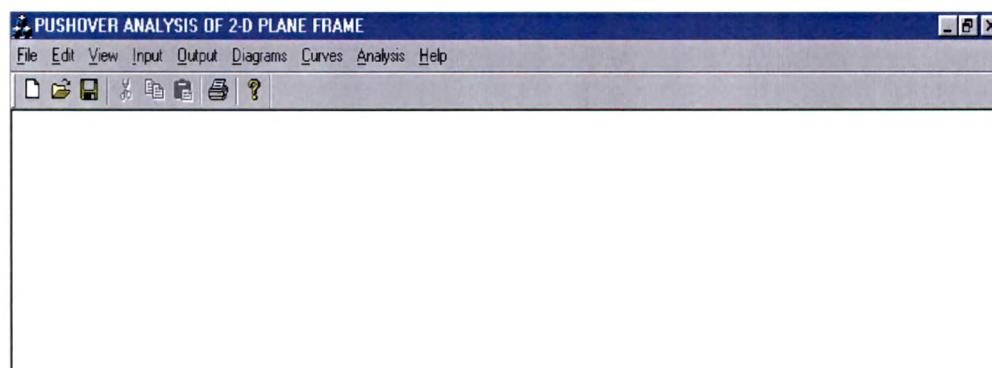 PUSHOVER ANALYSIS OF 2-D PLANE FRAME
File Edit View Input Output Diagrams Curves Analysis Help